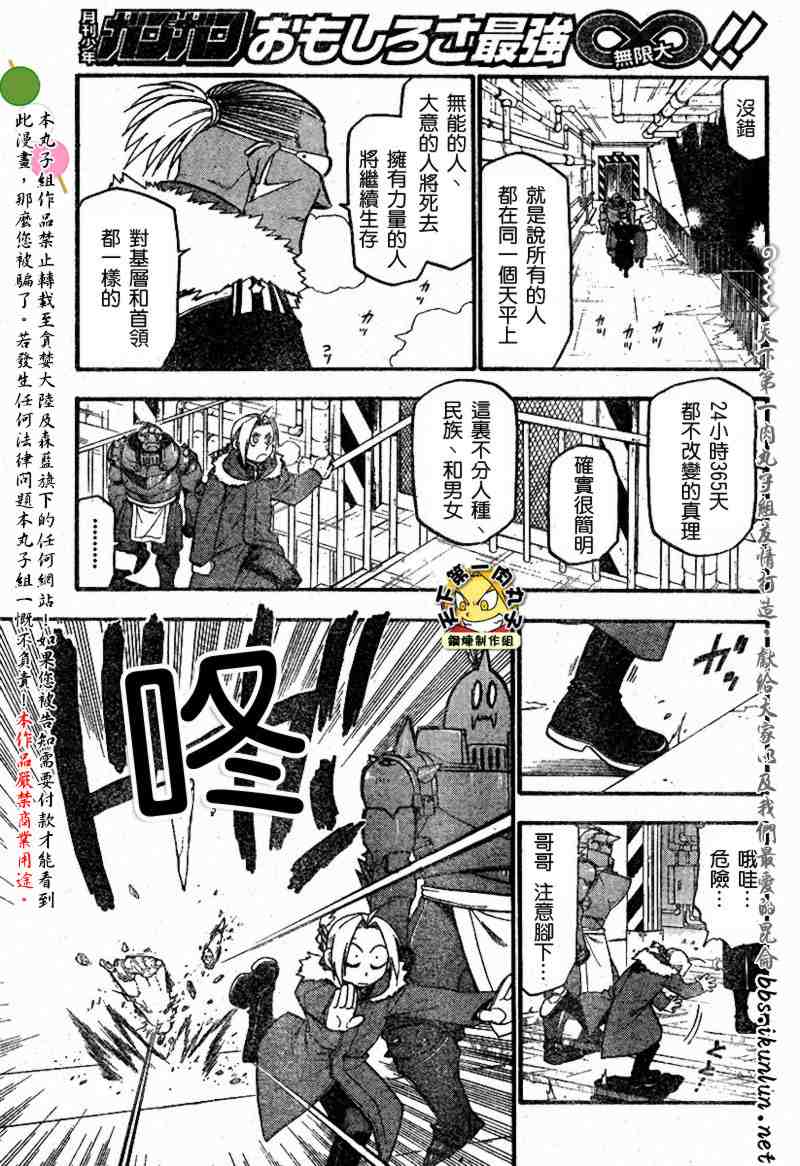 月刊少年
ガンガン
おもしろさ最強
無限大
!!
沒錯
就是說所有的人
都在同一個天平上
無能的人、
大意的人將死去
擁有力量的人
將繼續生存
對基層和首領
都一樣的
ガッ
ガッ
コツ
24小時365天
都不改變的真理
確實很簡明
這裏不分人種、
民族、和男女
………
天下第一肉丸子
鋼煉制作組
哦哇…
危險…
哥哥 注意腳下…
咚
本丸子組作品禁止轉載至貪婪大陸及森藍旗下的任何網站!如果您被告知需要付款才能看到
此漫畫,那麼您被騙了。若發生任何法律問題本丸子組一慨不負責!本作品嚴禁商業用途。
天下第一肉丸子組友情打造!獻給大家以及我們最愛的昆侖
bbsnikunlun.net